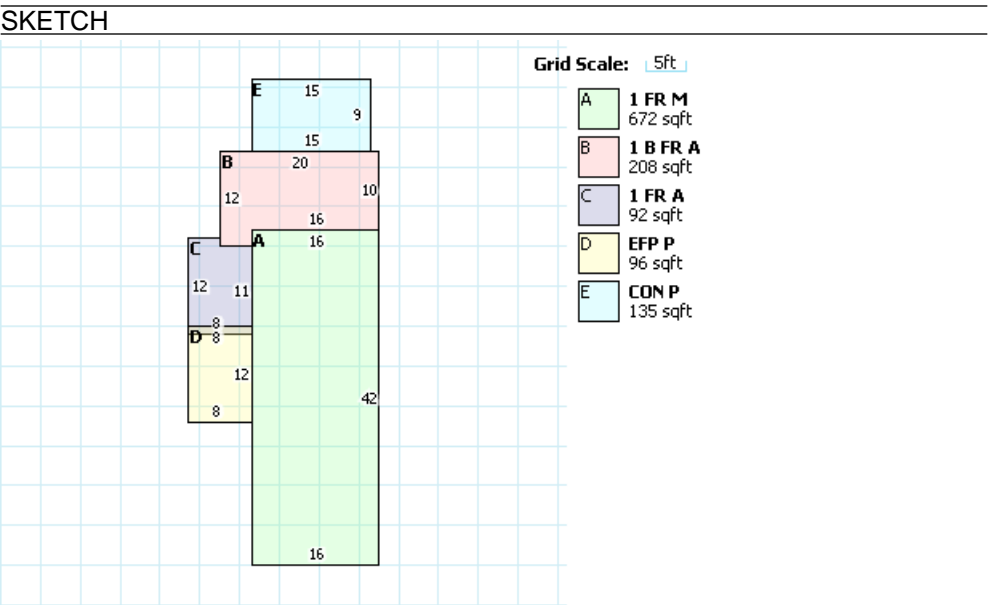 SKETCH
Grid Scale: 5ft
A 1 FR M
672 sqft
B 1 B FR A
208 sqft
C 1 FR A
92 sqft
D EFP P
96 sqft
E CON P
135 sqft
E 15
9
15
B 20
12 10
16
A 16
C
12 11
8
D 8
12
8
42
16